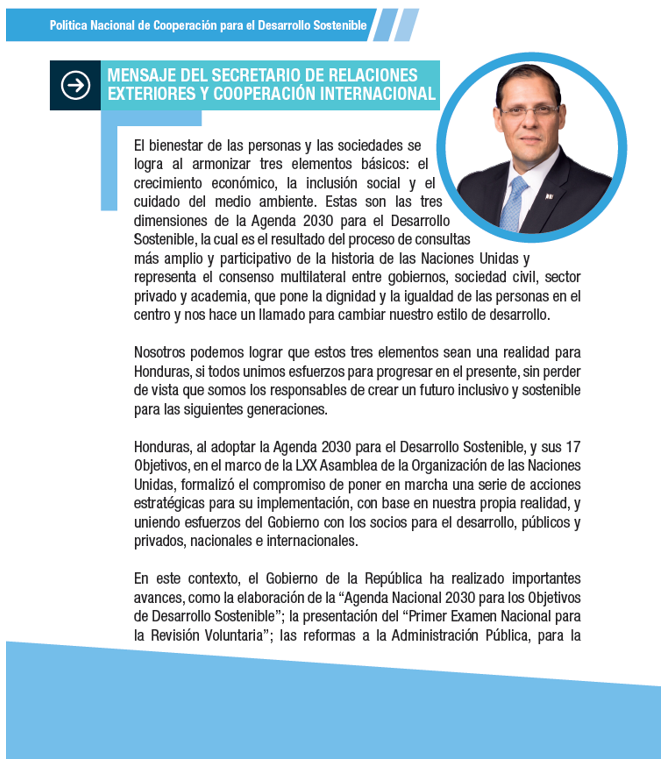 Política Nacional de Cooperación para el Desarrollo Sostenible
MENSAJE DEL SECRETARIO DE RELACIONES
EXTERIORES Y COOPERACIÓN INTERNACIONAL
El bienestar de las personas y las sociedades se
logra al armonizar tres elementos básicos: el
crecimiento económico, la inclusión social y el
cuidado del medio ambiente. Estas son las tres
dimensiones de la Agenda 2030 para el Desarrollo
Sostenible, la cual es el resultado del proceso de consultas
más amplio y participativo de la historia de las Naciones Unidas y
representa el consenso multilateral entre gobiernos, sociedad civil, sector
privado y academia, que pone la dignidad y la igualdad de las personas en el
centro y nos hace un llamado para cambiar nuestro estilo de desarrollo.
Nosotros podemos lograr que estos tres elementos sean una realidad para
Honduras, si todos unimos esfuerzos para progresar en el presente, sin perder
de vista que somos los responsables de crear un futuro inclusivo y sostenible
para las siguientes generaciones.
Honduras, al adoptar la Agenda 2030 para el Desarrollo Sostenible, y sus 17
Objetivos, en el marco de la LXX Asamblea de la Organización de las Naciones
Unidas, formalizó el compromiso de poner en marcha una serie de acciones
estratégicas para su implementación, con base en nuestra propia realidad, y
uniendo esfuerzos del Gobierno con los socios para el desarrollo, públicos y
privados, nacionales e internacionales.
En este contexto, el Gobierno de la República ha realizado importantes
avances, como la elaboración de la “Agenda Nacional 2030 para los Objetivos
de Desarrollo Sostenible”; la presentación del “Primer Examen Nacional para
la Revisión Voluntaria”; las reformas a la Administración Pública, para la